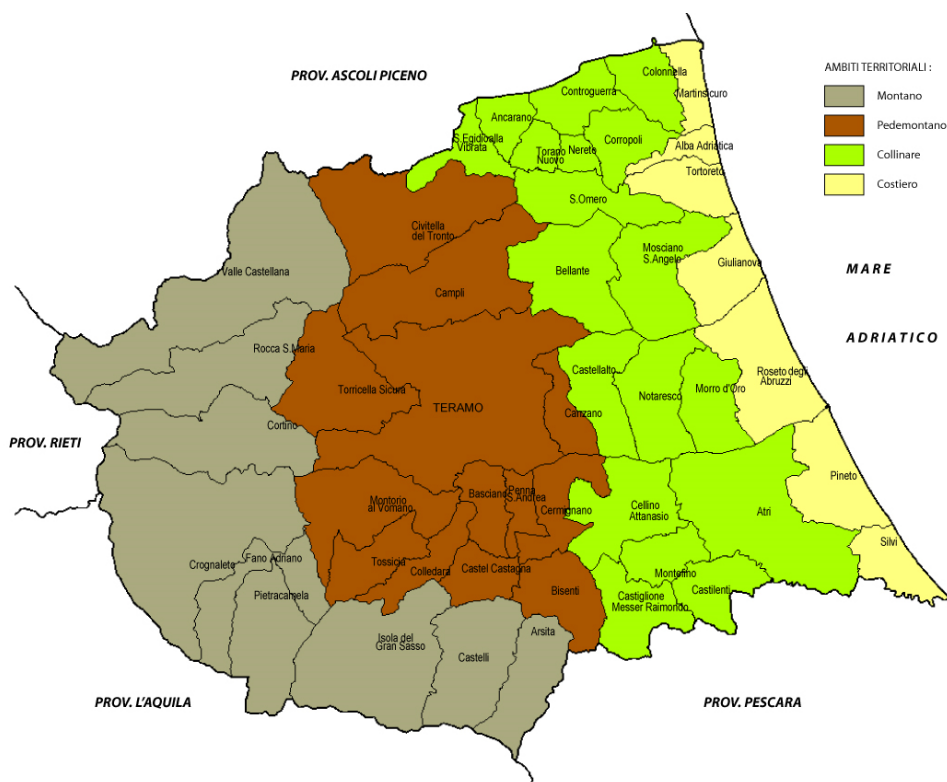 PROV. ASCOLI PICENO
AMBITI TERRITORIALI :
Montano
Pedemontano
Collinare
Costiero
Colonnella
Controguerra
Martinsicuro
Ancarano
S.Egidioalla
Vibrata
Torano
Nuovo
Nerete
Corropoli
Alba Adriatica
Tortoreto
S.Omero
Civitella
del Tronto
Mosciano
S.Angelo
Giulianova
Bellante
Valle Castellana
MARE
Campli
ADRIATICO
Rocca S.Maria
Castellalto
Roseto degli
Abruzzi
Torricella Sicura
Notaresco
Morro d'Oro
TERAMO
Canzano
Cortino
PROV. RIETI
Pineto
Montorio
al Vomano
Basciano
Penna
S.Andrea
Cermignano
Cellino
Attanasio
Atri
Silvi
Fano Adriano
Crognaleto
Tossicia
Colledara
Castel Castagna
Montefino
Pietracamela
Bisenti
Castiglione
Messer Raimondo
Castilenti
Arsita
Isola del
Gran Sasso
Castelli
PROV. L'AQUILA
PROV. PESCARA